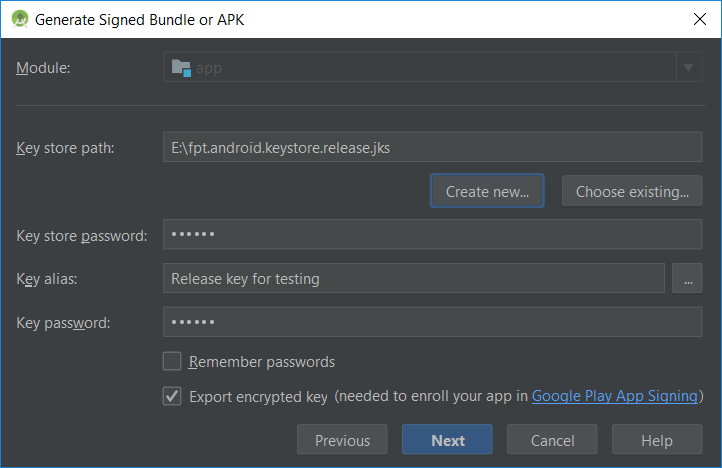 Generate Signed Bundle or APK
Module: app
Key store path: E:\fpt.android.keystore.release.jks
Create new... Choose existing...
Key store password: ••••••
Key alias: Release key for testing ...
Key password: ••••••
Remember passwords
Export encrypted key (needed to enroll your app in Google Play App Signing)
Previous Next Cancel Help